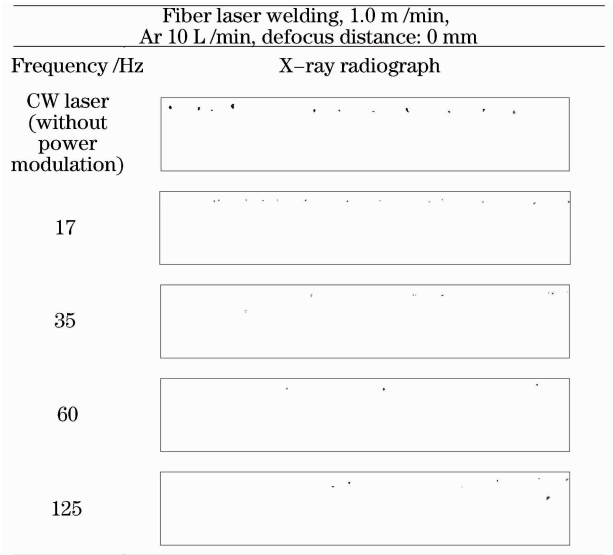 Fiber laser welding, 1.0 m /min,
Ar 10 L /min, defocus distance: 0 mm
Frequency /Hz X-ray radiograph
CW laser
(without
power
modulation)
17
35
60
125